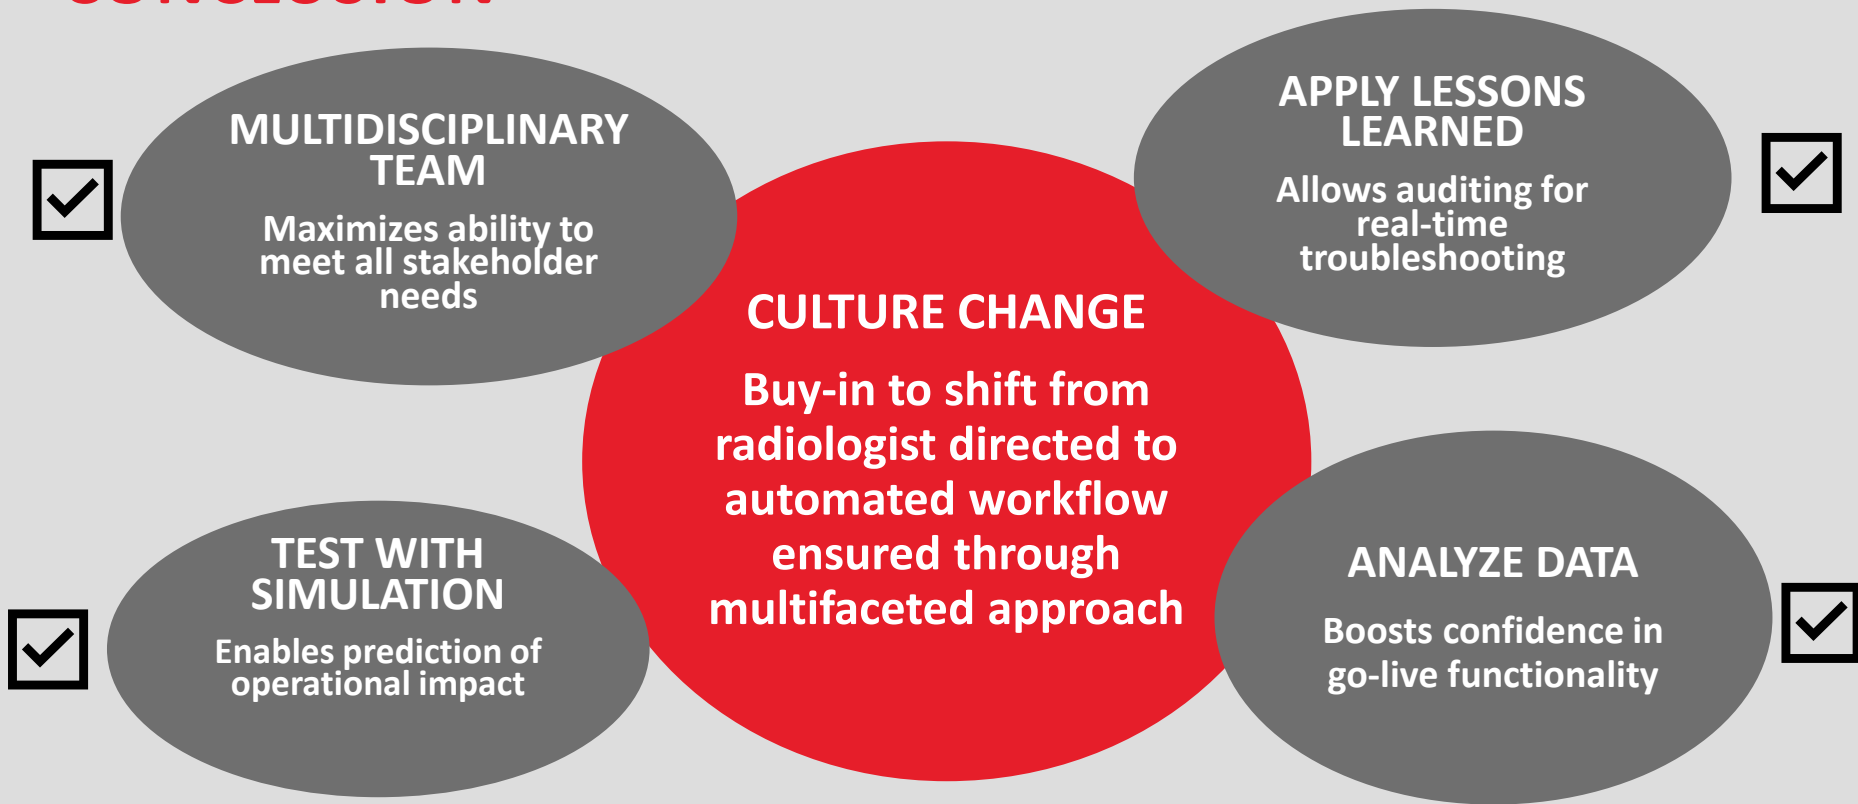 CONCLUSION
MULTIDISCIPLINARY
TEAM
Maximizes ability to
meet all stakeholder
needs
APPLY LESSONS
LEARNED
Allows auditing for
real-time
troubleshooting
CULTURE CHANGE
Buy-in to shift from
radiologist directed to
automated workflow
ensured through
multifaceted approach
TEST WITH
SIMULATION
Enables prediction of
operational impact
ANALYZE DATA
Boosts confidence in
go-live functionality